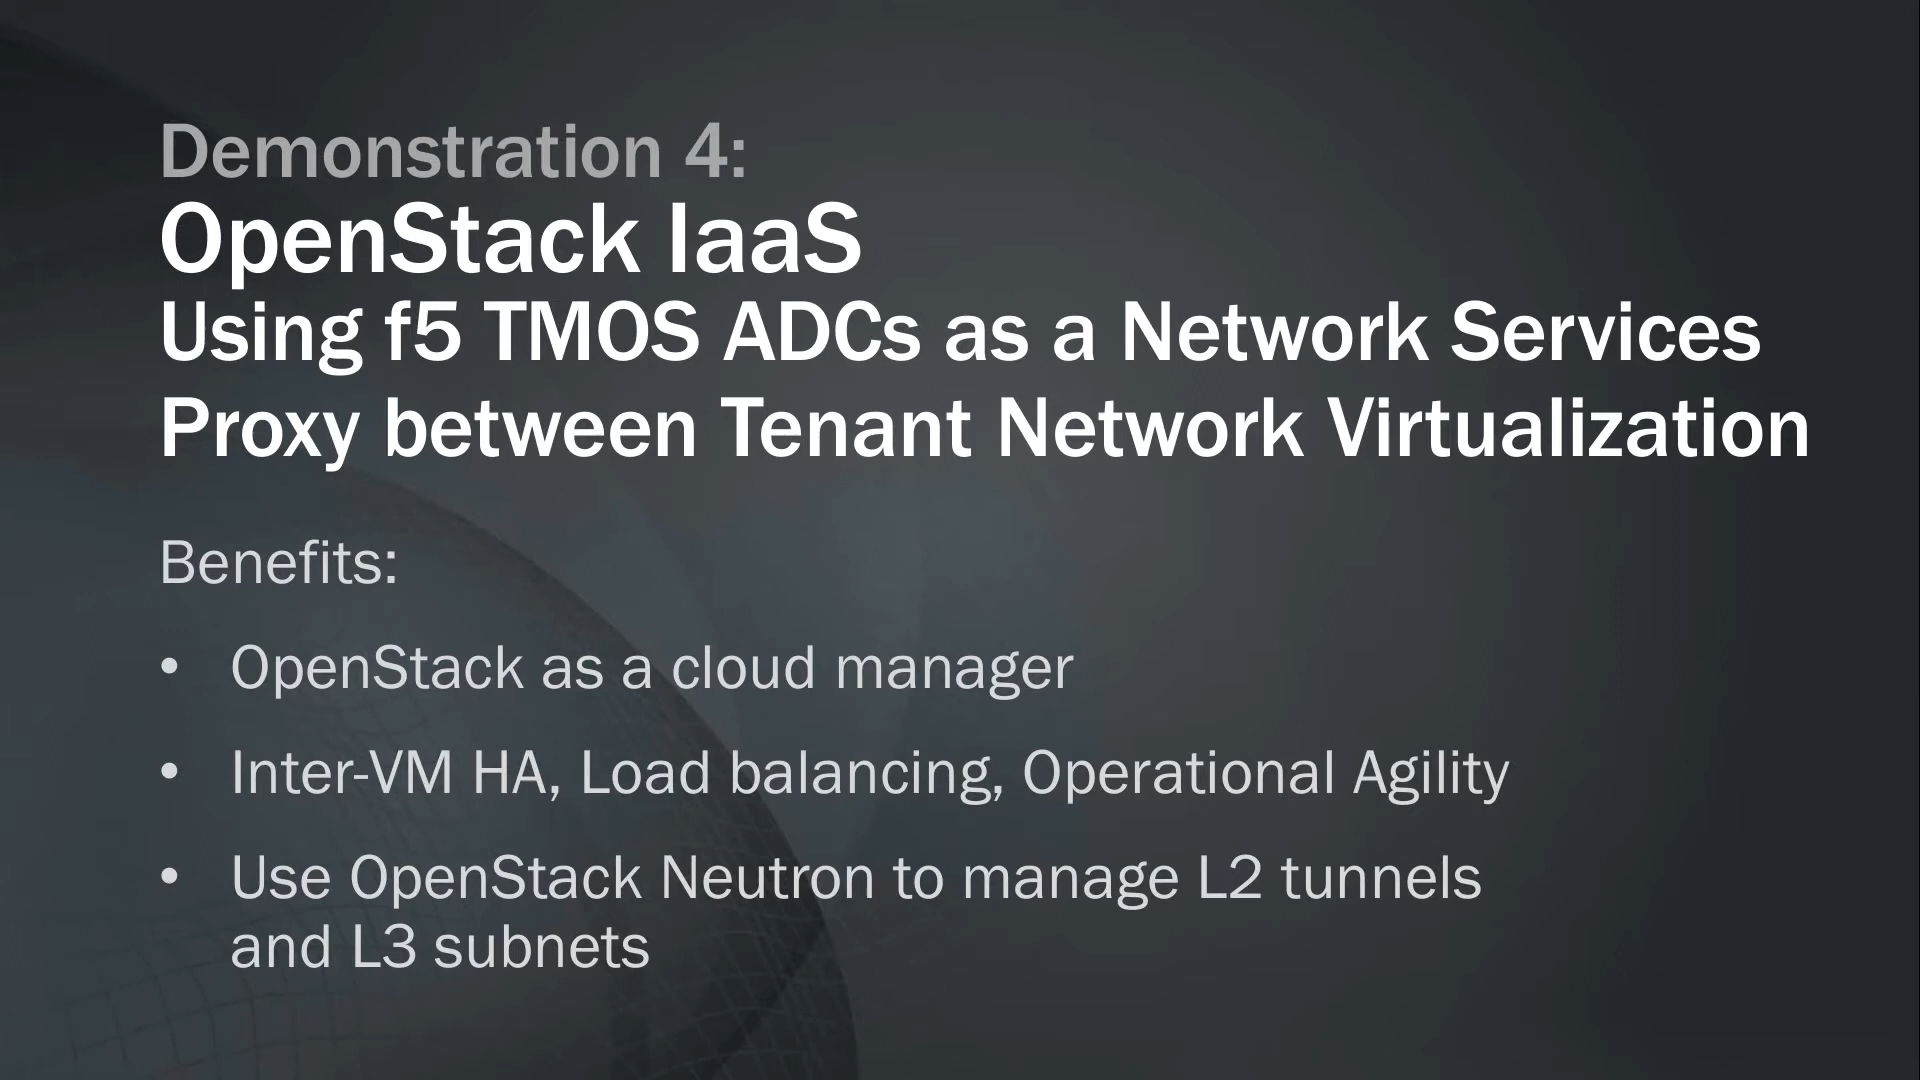 Demonstration 4:
OpenStack IaaS
Using f5 TMOS ADCs as a Network Services
Proxy between Tenant Network Virtualization
Benefits:
• OpenStack as a cloud manager
• Inter-VM HA, Load balancing, Operational Agility
• Use OpenStack Neutron to manage L2 tunnels
and L3 subnets